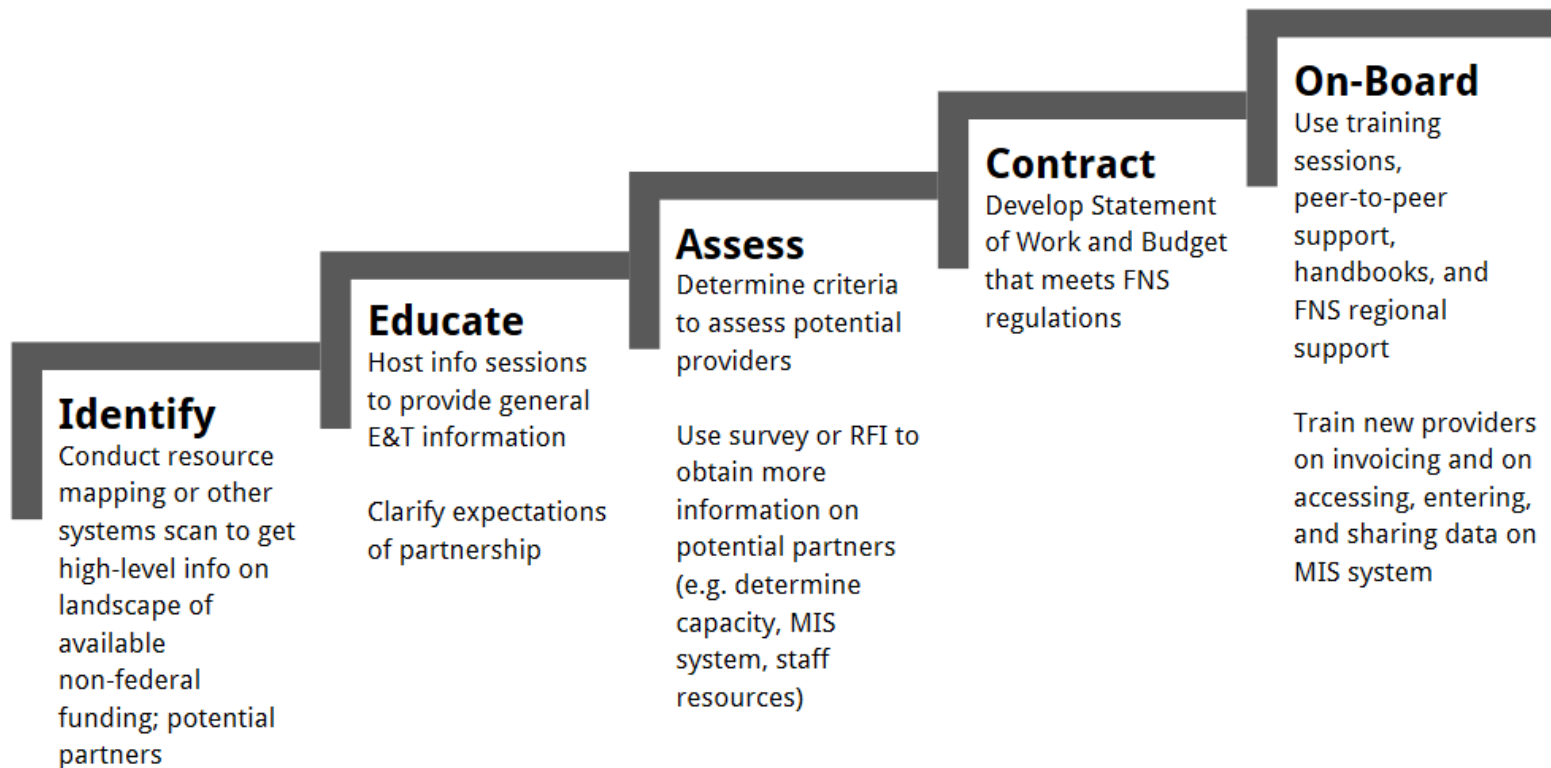 Identify
Conduct resource
mapping or other
systems scan to get
high-level info on
landscape of
available
non-federal
funding; potential
partners
Educate
Host info sessions
to provide general
E&T information
Clarify expectations
of partnership
Assess
Determine criteria
to assess potential
providers
Use survey or RFI to
obtain more
information on
potential partners
(e.g. determine
capacity, MIS
system, staff
resources)
Contract
Develop Statement
of Work and Budget
that meets FNS
regulations
On-Board
Use training
sessions,
peer-to-peer
support,
handbooks, and
FNS regional
support
Train new providers
on invoicing and on
accessing, entering,
and sharing data on
MIS system